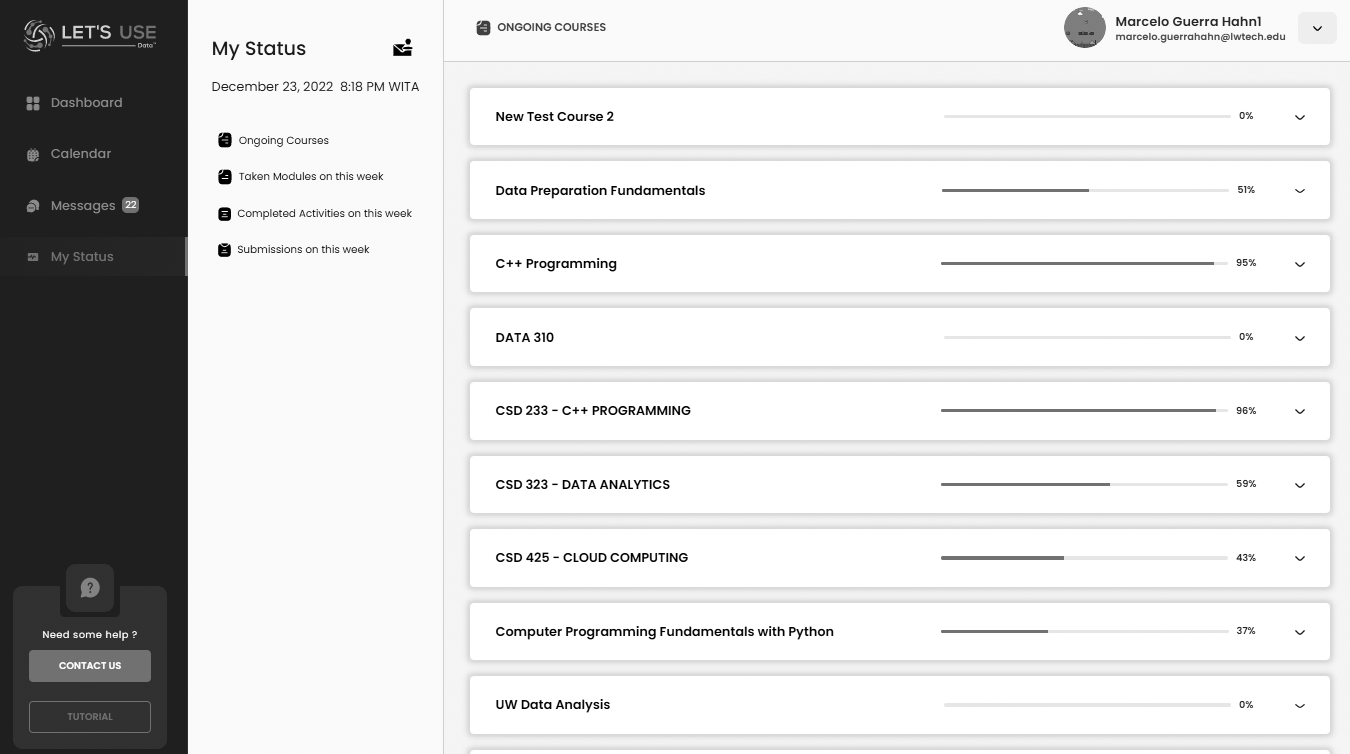 LET'S USE
Data
Dashboard
Calendar
Messages 22
My Status
Need some help ?
CONTACT US
TUTORIAL
My Status
December 23, 2022 8:18 PM WITA
Ongoing Courses
Taken Modules on this week
Completed Activities on this week
Submissions on this week
ONGOING COURSES
Marcelo Guerra Hahn1
marcelo.guerrahahn@lwtech.edu
New Test Course 2 0%
Data Preparation Fundamentals 51%
C++ Programming 95%
DATA 310 0%
CSD 233 - C++ PROGRAMMING 96%
CSD 323 - DATA ANALYTICS 59%
CSD 425 - CLOUD COMPUTING 43%
Computer Programming Fundamentals with Python 37%
UW Data Analysis 0%